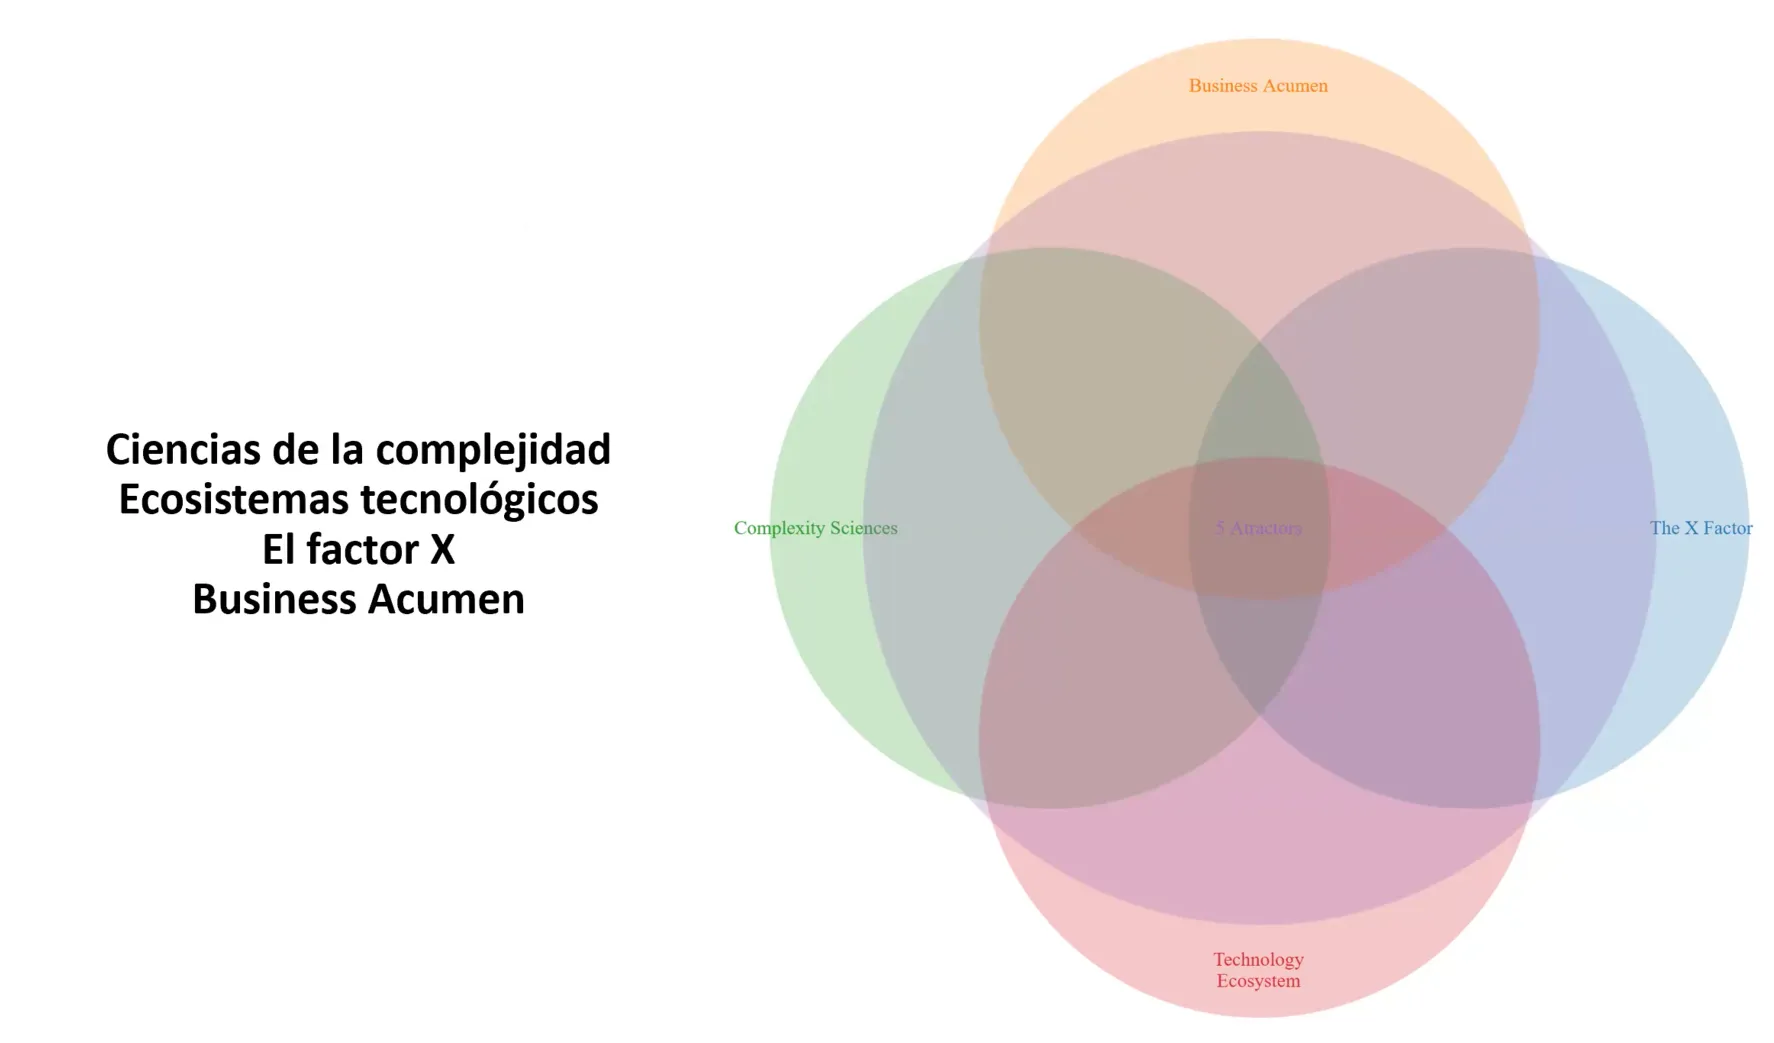 Ciencias de la complejidad
Ecosistemas tecnológicos
El factor X
Business Acumen
Business Acumen
Complexity Sciences
5 Atractors
The X Factor
Technology
Ecosystem